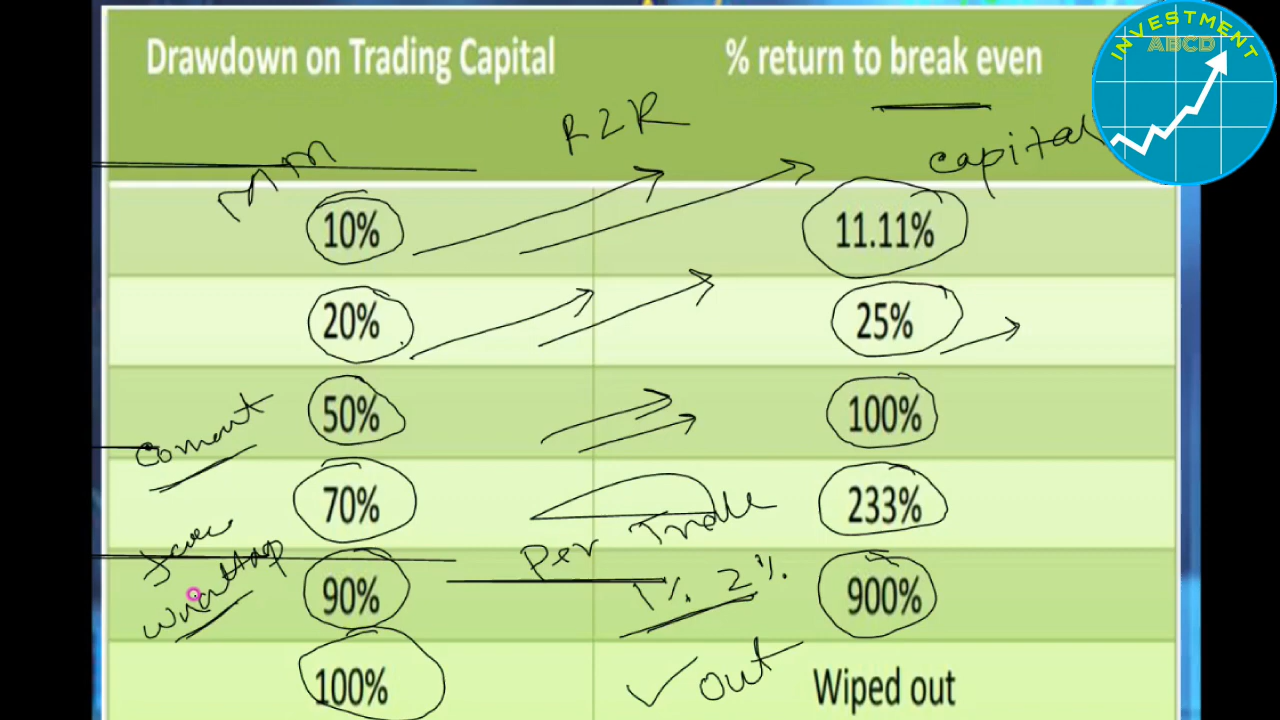 INVESTMENT
ABCD
Drawdown on Trading Capital % return to break even
R2R
MM
capital
10% 11.11%
20% 25%
50% 100%
Coment
70% 233%
Per Trade
90% 900%
1% 2%
100% Wiped out
out